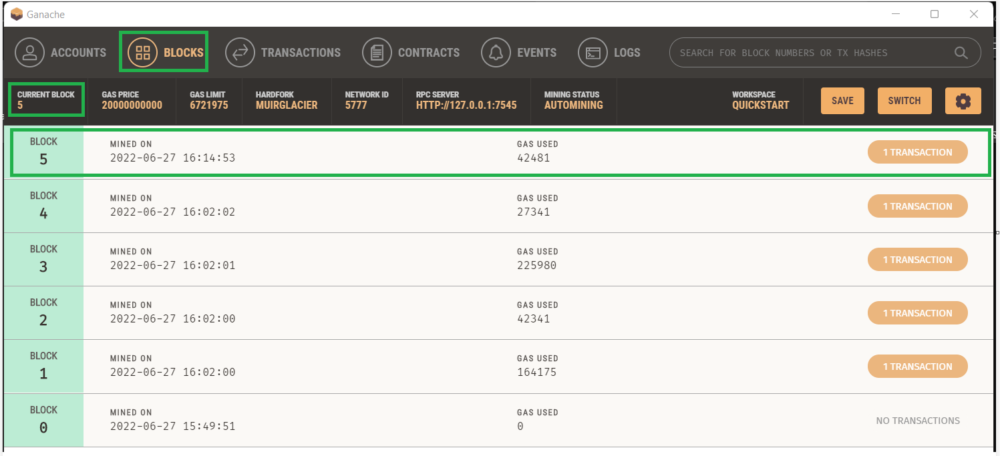 Ganache
ACCOUNTS BLOCKS TRANSACTIONS CONTRACTS EVENTS LOGS SEARCH FOR BLOCK NUMBERS OR TX HASHES
CURRENT BLOCK GAS PRICE GAS LIMIT HARDFORK NETWORK ID RPC SERVER MINING STATUS WORKSPACE
5 20000000000 6721975 MUIRGLACIER 5777 HTTP://127.0.0.1:7545 AUTOMINING QUICKSTART SAVE SWITCH
BLOCK MINED ON GAS USED
5 2022-06-27 16:14:53 42481 1 TRANSACTION
BLOCK MINED ON GAS USED
4 2022-06-27 16:02:02 27341 1 TRANSACTION
BLOCK MINED ON GAS USED
3 2022-06-27 16:02:01 225980 1 TRANSACTION
BLOCK MINED ON GAS USED
2 2022-06-27 16:02:00 42341 1 TRANSACTION
BLOCK MINED ON GAS USED
1 2022-06-27 16:02:00 164175 1 TRANSACTION
BLOCK MINED ON GAS USED
0 2022-06-27 15:49:51 0 NO TRANSACTIONS